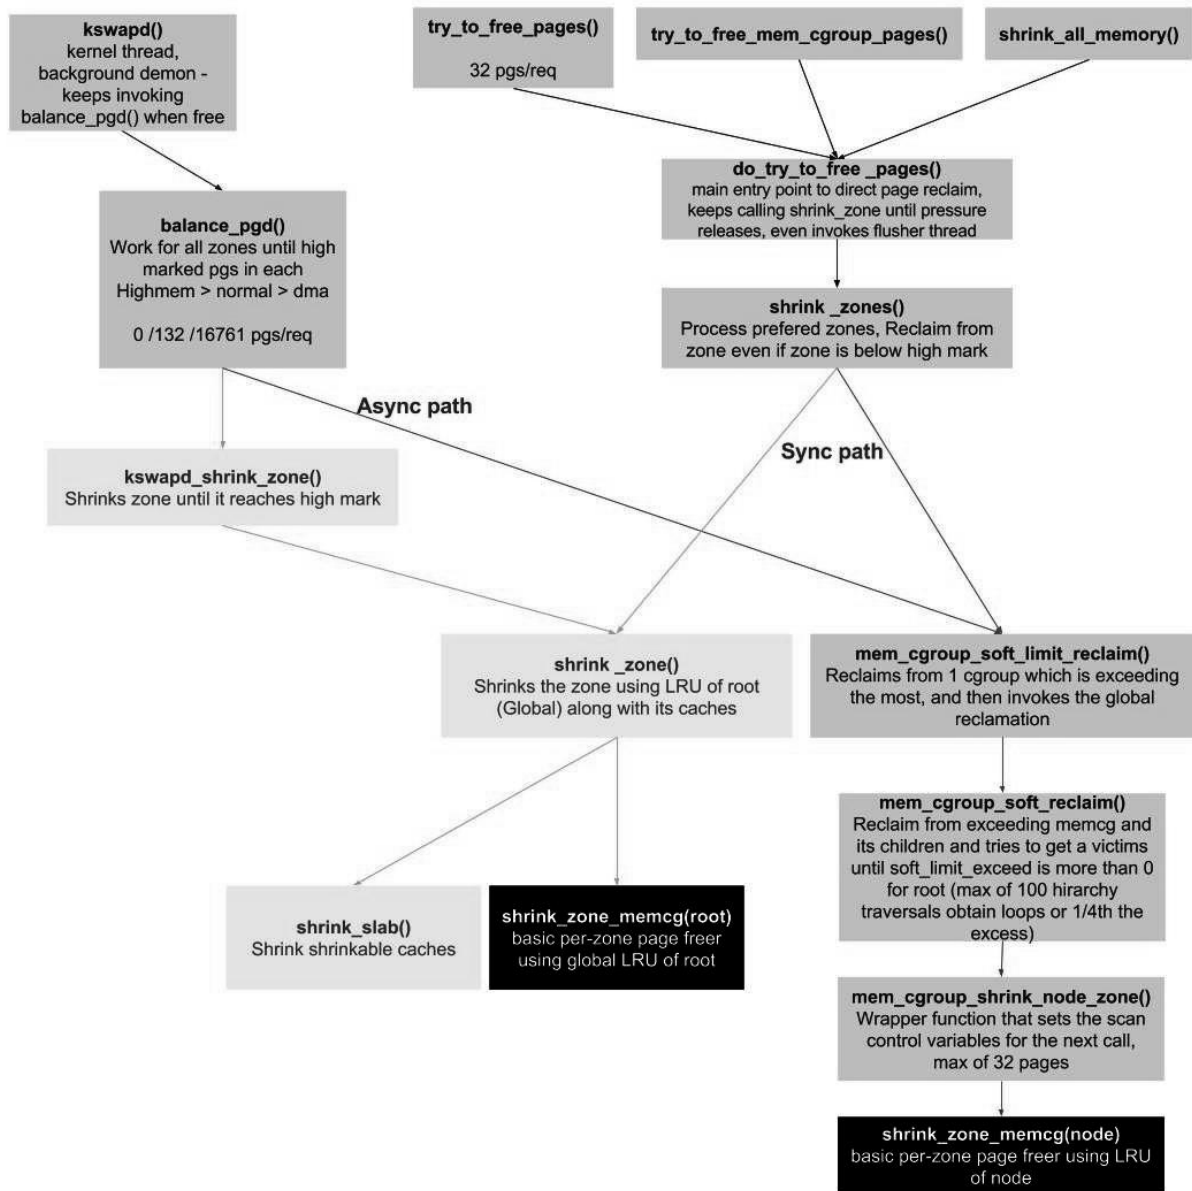 kswapd()
kernel thread,
background demon -
keeps invoking
balance_pgd() when free
try_to_free_pages()
32 pgs/req
try_to_free_mem_cgroup_pages()
shrink_all_memory()
do_try_to_free _pages()
main entry point to direct page reclaim,
keeps calling shrink_zone until pressure
releases, even invokes flusher thread
balance_pgd()
Work for all zones until high
marked pgs in each
Highmem > normal > dma
0 /132 /16761 pgs/req
shrink _zones()
Process prefered zones, Reclaim from
zone even if zone is below high mark
Async path
Sync path
kswapd_shrink_zone()
Shrinks zone until it reaches high mark
shrink _zone()
Shrinks the zone using LRU of root
(Global) along with its caches
mem_cgroup_soft_limit_reclaim()
Reclaims from 1 cgroup which is exceeding
the most, and then invokes the global
reclamation
mem_cgroup_soft_reclaim()
Reclaim from exceeding memcg and
its children and tries to get a victims
until soft_limit_exceed is more than 0
for root (max of 100 hirarchy
traversals obtain loops or 1/4th the
excess)
shrink_slab()
Shrink shrinkable caches
shrink_zone_memcg(root)
basic per-zone page freer
using global LRU of root
mem_cgroup_shrink_node_zone()
Wrapper function that sets the scan
control variables for the next call,
max of 32 pages
shrink_zone_memcg(node)
basic per-zone page freer using LRU
of node